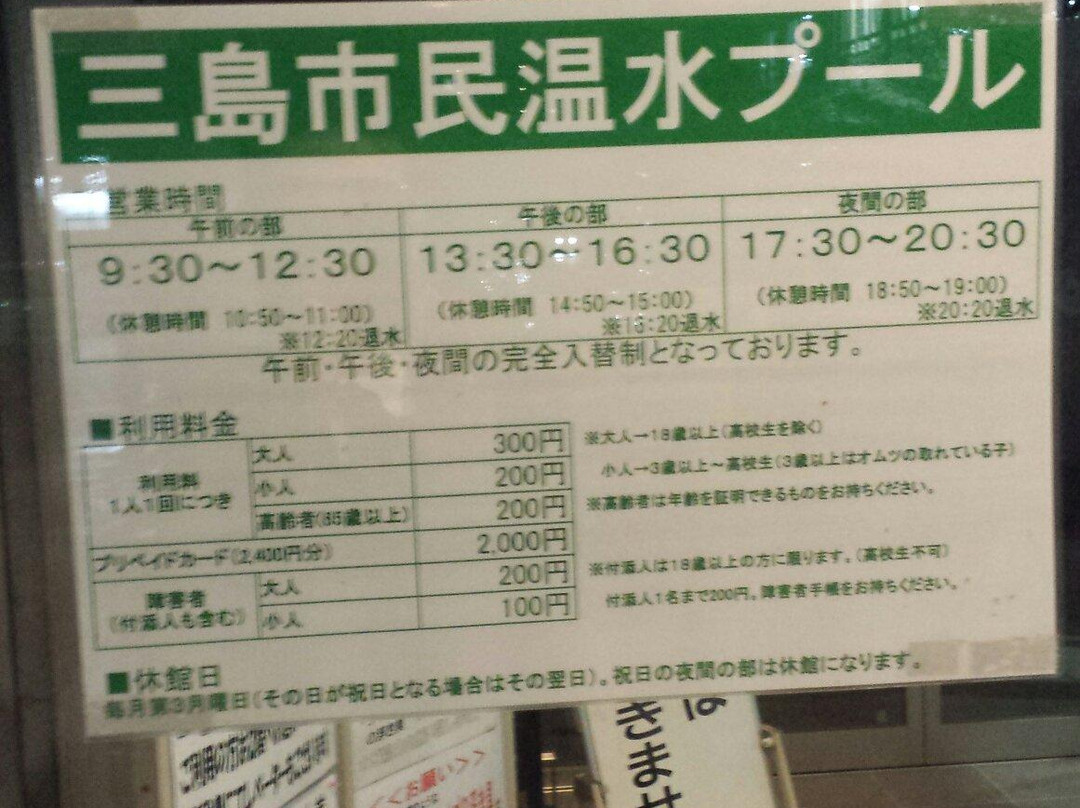 三島市民温水プール
営業時間
午前の部 午後の部 夜間の部
9:30～12:30 13:30～16:30 17:30～20:30
(休憩時間 10:50～11:00) (休憩時間 14:50～15:00) (休憩時間 18:50～19:00)
※12:20退水 ※16:20退水 ※20:20退水
午前・午後・夜間の完全入替制となっております。
■利用料金
利用料
1人1回につき
大人 300円
小人 200円
高齢者(65歳以上) 200円
プリペイドカード(2,400円分) 2,000円
障害者
(付添人も含む)
大人 200円
小人 100円
※大人→18歳以上(高校生を除く)
小人→3歳以上～高校生(3歳以上はオムツの取れている子)
※高齢者は年齢を証明できるものをお持ちください。
※付添人は18歳以上の方に限ります。(高校生不可)
付添人1名まで200円。障害者手帳をお持ちください。
■休館日
毎月第3月曜日(その日が祝日となる場合はその翌日)。祝日の夜間の部は休館になります。
は
きませ
<<お願い>>